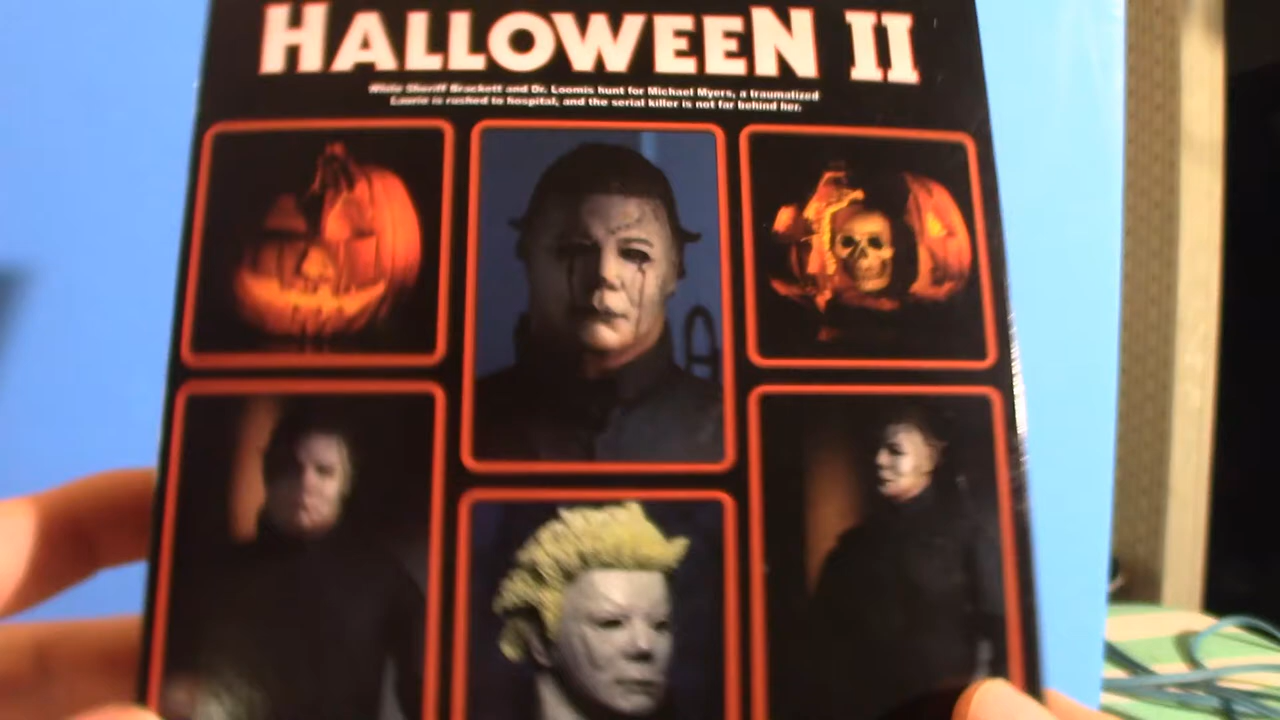 HALLOWEEN II
While Sheriff Brackett and Dr. Loomis hunt for Michael Myers, a traumatized
Laurie is rushed to hospital, and the serial killer is not far behind her.